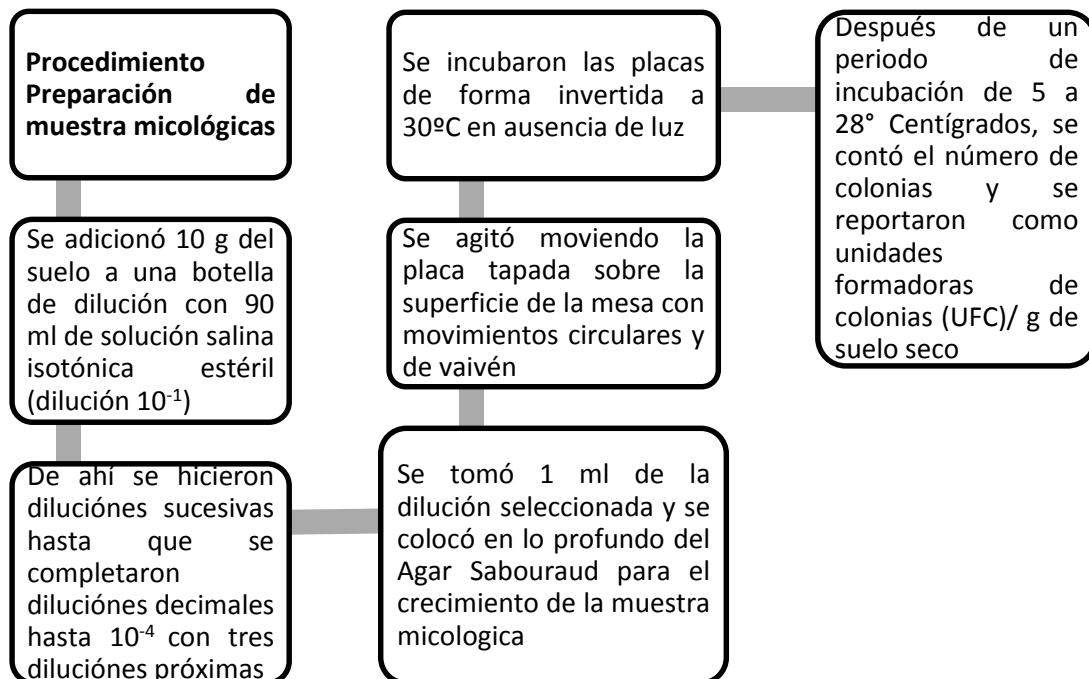 Procedimiento
Preparación de
muestra micológicas
Se adicionó 10 g del
suelo a una botella
de dilución con 90
ml de solución salina
isotónica estéril
(dilución 10⁻¹)
De ahí se hicieron
diluciónes sucesivas
hasta que se
completaron
diluciónes decimales
hasta 10⁻⁴ con tres
diluciónes próximas
Se tomó 1 ml de la
dilución seleccionada y se
colocó en lo profundo del
Agar Sabouraud para el
crecimiento de la muestra
micologica
Se agitó moviendo la
placa tapada sobre la
superficie de la mesa con
movimientos circulares y
de vaivén
Se incubaron las placas
de forma invertida a
30ºC en ausencia de luz
Después de un
periodo de
incubación de 5 a
28° Centígrados, se
contó el número de
colonias y se
reportaron como
unidades
formadoras de
colonias (UFC)/ g de
suelo seco